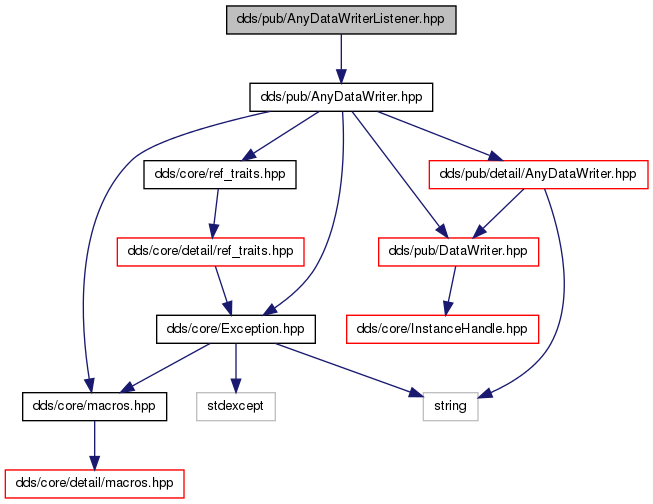 dds/pub/AnyDataWriterListener.hpp
dds/pub/AnyDataWriter.hpp
dds/core/ref_traits.hpp
dds/pub/detail/AnyDataWriter.hpp
dds/core/detail/ref_traits.hpp
dds/pub/DataWriter.hpp
dds/core/Exception.hpp
dds/core/InstanceHandle.hpp
dds/core/macros.hpp
stdexcept
string
dds/core/detail/macros.hpp